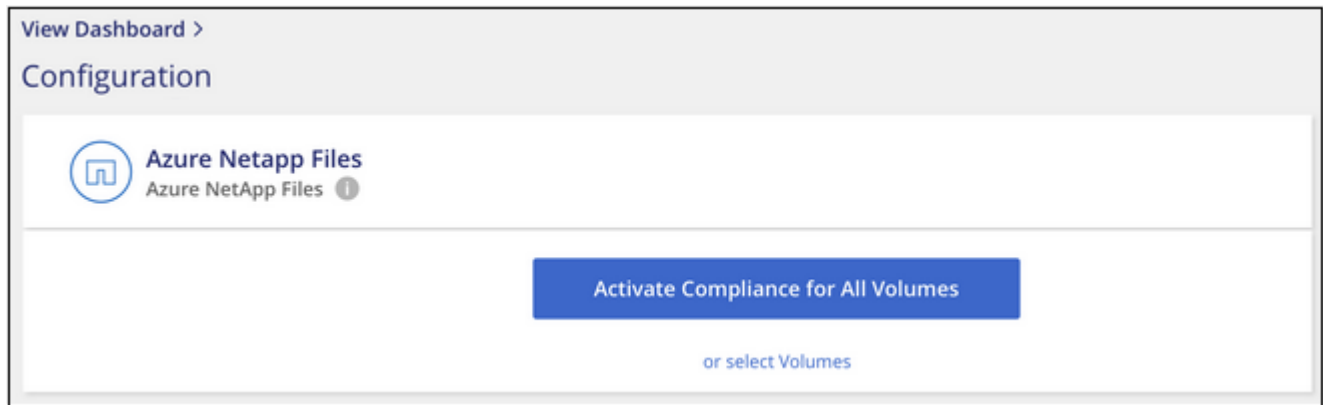 View Dashboard >
Configuration
Azure Netapp Files
Azure NetApp Files
Activate Compliance for All Volumes
or select Volumes